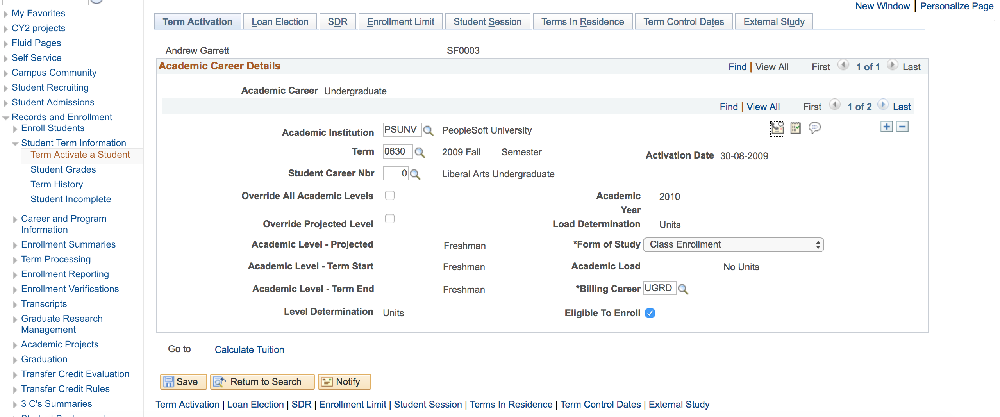 New Window | Personalize Page
My Favorites
CY2 projects
Fluid Pages
Self Service
Campus Community
Student Recruiting
Student Admissions
Records and Enrollment
Enroll Students
Student Term Information
Term Activate a Student
Student Grades
Term History
Student Incomplete
Career and Program
Information
Enrollment Summaries
Term Processing
Enrollment Reporting
Enrollment Verifications
Transcripts
Graduate Research
Management
Academic Projects
Graduation
Transfer Credit Evaluation
Transfer Credit Rules
3 C's Summaries
Student Background
Term Activation Loan Election SDR Enrollment Limit Student Session Terms In Residence Term Control Dates External Study
Andrew Garrett SF0003
Academic Career Details Find | View All First 1 of 1 Last
Academic Career Undergraduate
Find | View All First 1 of 2 Last
Academic Institution PSUNV PeopleSoft University
Term 0630 2009 Fall Semester Activation Date 30-08-2009
Student Career Nbr 0 Liberal Arts Undergraduate
Override All Academic Levels Academic 2010
Year
Override Projected Level Load Determination Units
Academic Level - Projected Freshman *Form of Study Class Enrollment
Academic Level - Term Start Freshman Academic Load No Units
Academic Level - Term End Freshman *Billing Career UGRD
Level Determination Units Eligible To Enroll
Go to Calculate Tuition
Save Return to Search Notify
Term Activation | Loan Election | SDR | Enrollment Limit | Student Session | Terms In Residence | Term Control Dates | External Study